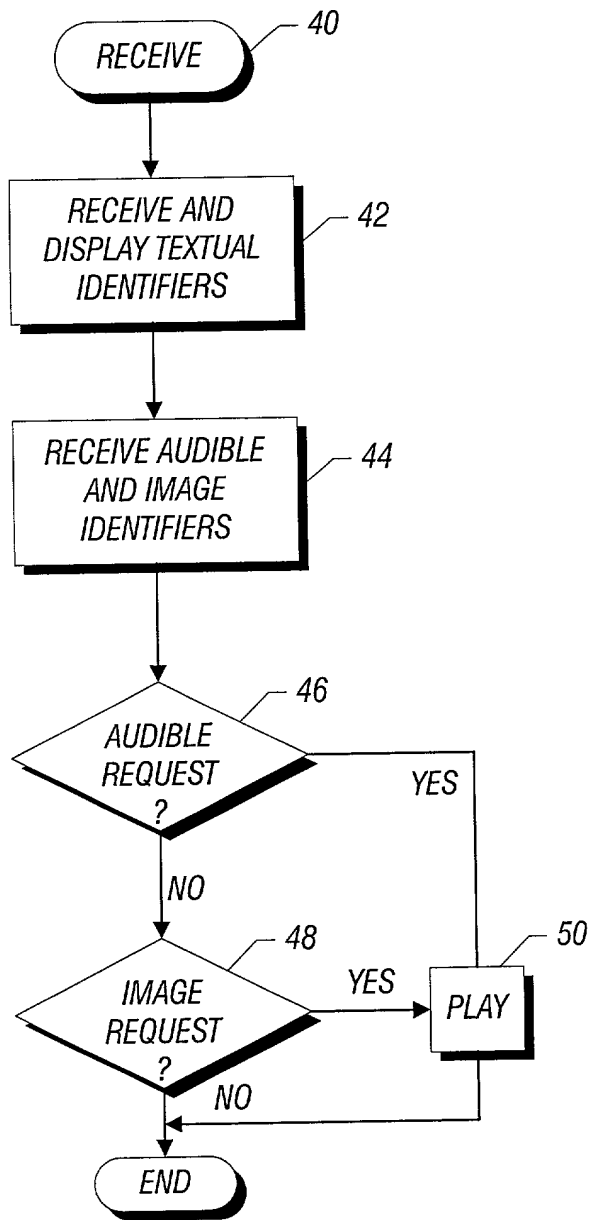 RECEIVE
40
RECEIVE AND
DISPLAY TEXTUAL
IDENTIFIERS
42
RECEIVE AUDIBLE
AND IMAGE
IDENTIFIERS
44
46
AUDIBLE
REQUEST
?
YES
NO
48
IMAGE
REQUEST
?
YES
50
PLAY
NO
END